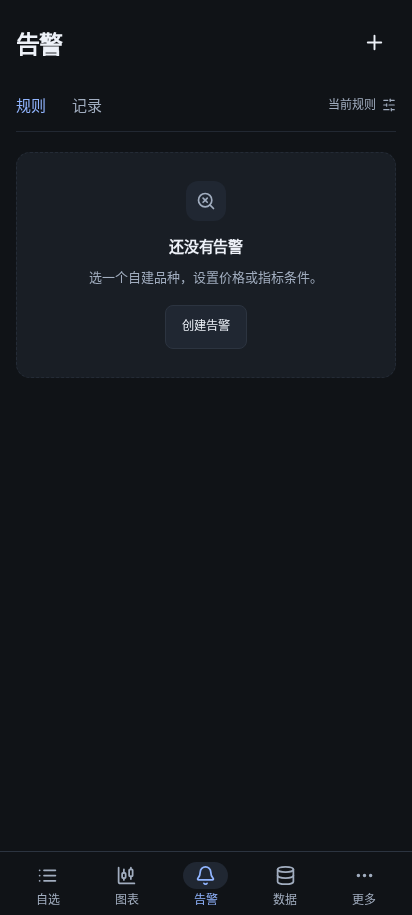 告警
规则 记录 当前规则
还没有告警
选一个自建品种，设置价格或指标条件。
创建告警
自选 图表 告警 数据 更多